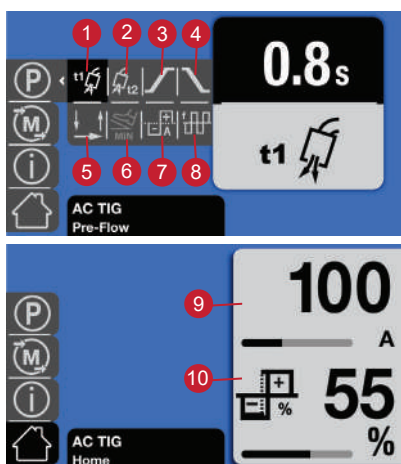 1
2
3
4
P
t1
t2
0.8s
M
MIN
+
-
A
t
5
6
7
8
i
t1
AC TIG
Pre-Flow
9
100
A
P
M
10
+
-
%
55
%
i
AC TIG
Home